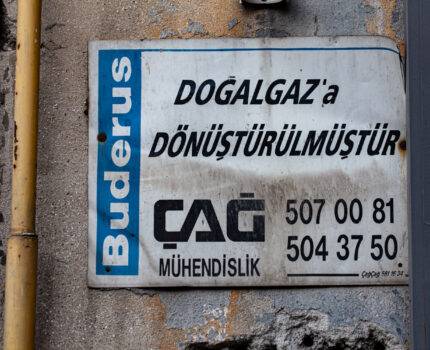 Buderus
DOĞALGAZ'a
DÖNÜŞTÜRÜLMÜŞTÜR
ÇAĞ
MÜHENDİSLİK
507 00 81
504 37 50